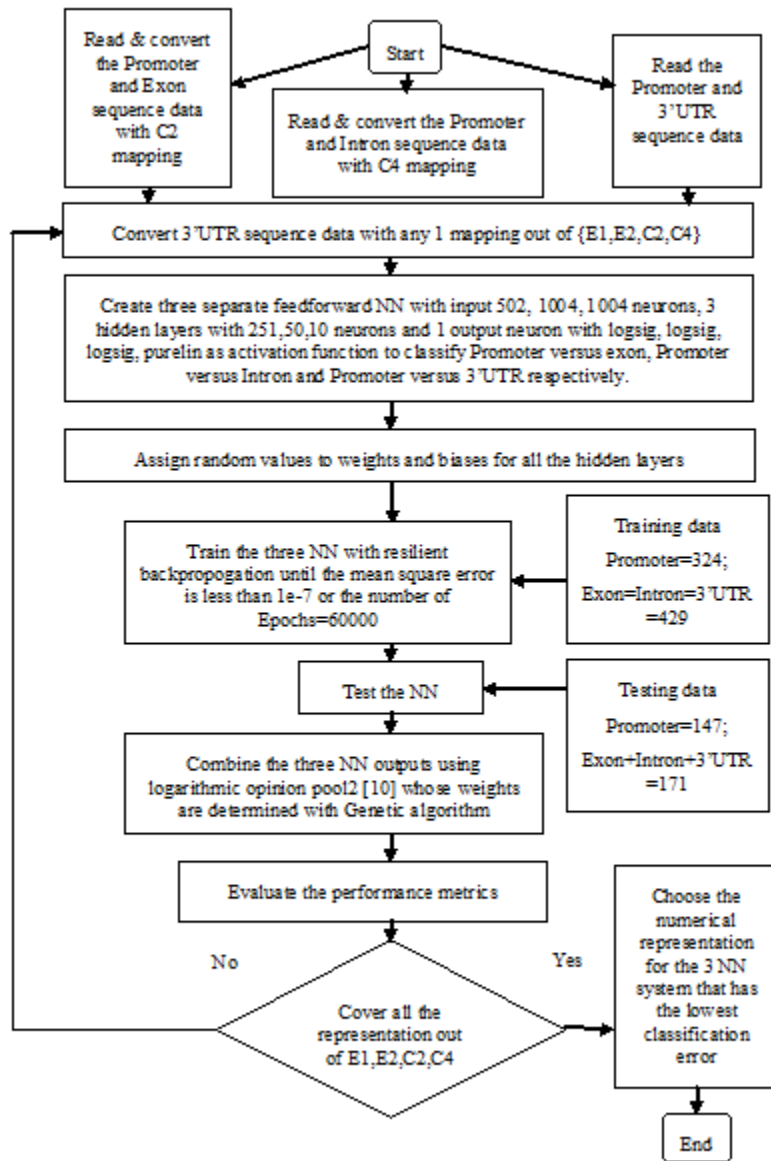 Read & convert
the Promoter
and Exon
sequence data
with C2
mapping
Start
Read & convert the Promoter
and Intron sequence data
with C4 mapping
Read the
Promoter and
3’UTR
sequence data
Convert 3’UTR sequence data with any 1 mapping out of {E1,E2,C2,C4}
Create three separate feedforward NN with input 502, 1004, 1004 neurons, 3
hidden layers with 251,50,10 neurons and 1 output neuron with logsig, logsig,
logsig, purelin as activation function to classify Promoter versus exon, Promoter
versus Intron and Promoter versus 3’UTR respectively.
Assign random values to weights and biases for all the hidden layers
Train the three NN with resilient
backpropogation until the mean square error
is less than 1e-7 or the number of
Epochs=60000
Training data
Promoter=324;
Exon=Intron=3’UTR
=429
Test the NN
Testing data
Promoter=147;
Exon+Intron+3’UTR
=171
Combine the three NN outputs using
logarithmic opinion pool2 [10] whose weights
are determined with Genetic algorithm
Evaluate the performance metrics
No
Yes
Cover all the
representation out
of E1,E2,C2,C4
Choose the
numerical
representation
for the 3 NN
system that has
the lowest
classification
error
End